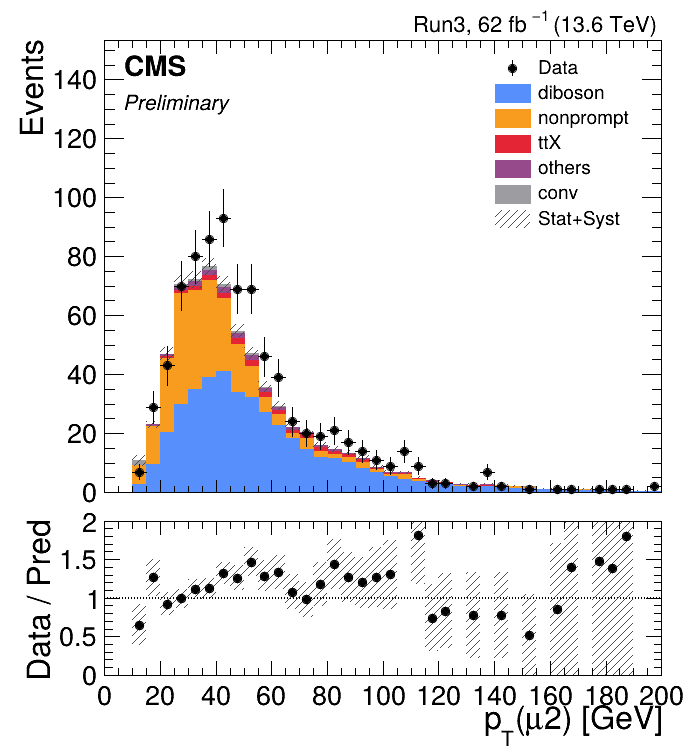 Run3, 62 fb⁻¹ (13.6 TeV)
Events
CMS
Preliminary
Data
diboson
nonprompt
ttX
others
conv
Stat+Syst
140
120
100
80
60
40
20
0
Data / Pred
2
1.5
1
0.5
0
0 20 40 60 80 100 120 140 160 180 200
p_T(μ2) [GeV]